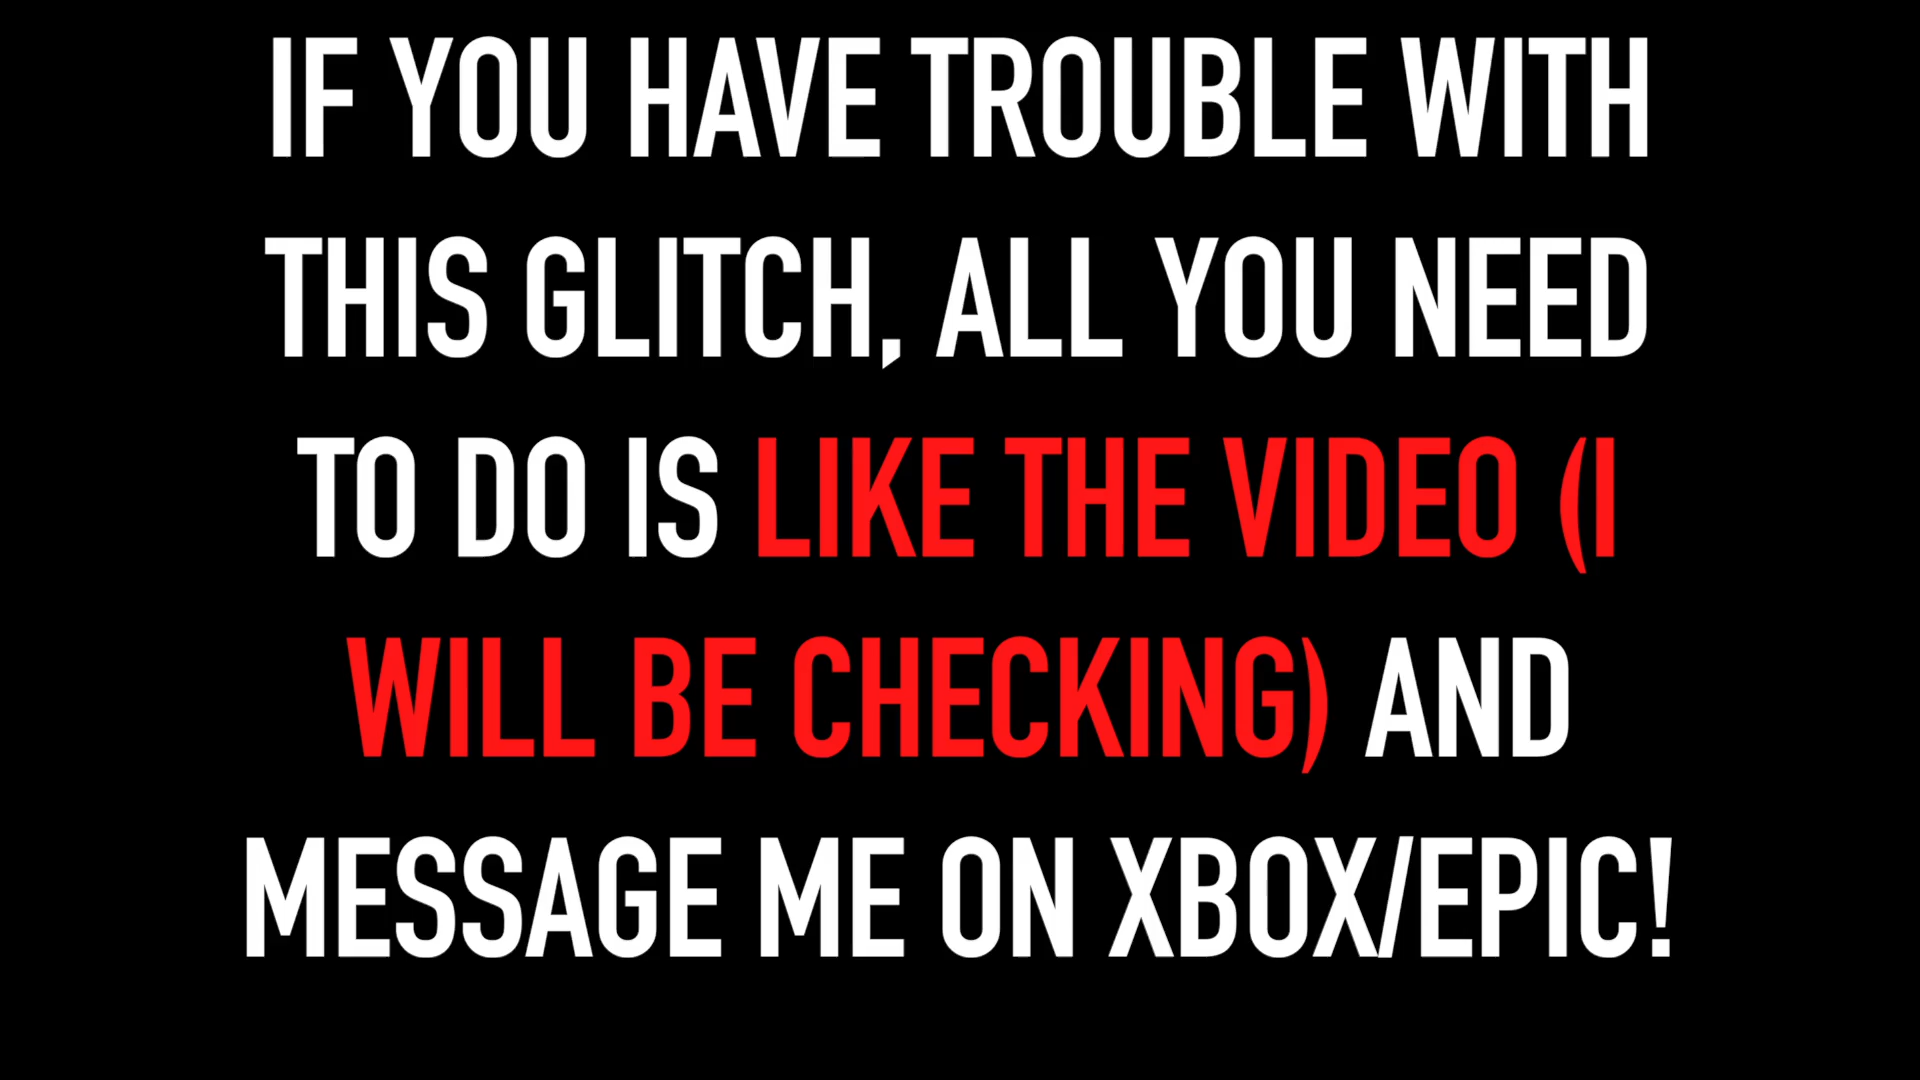 IF YOU HAVE TROUBLE WITH
THIS GLITCH, ALL YOU NEED
TO DO IS LIKE THE VIDEO (I
WILL BE CHECKING) AND
MESSAGE ME ON XBOX/EPIC!